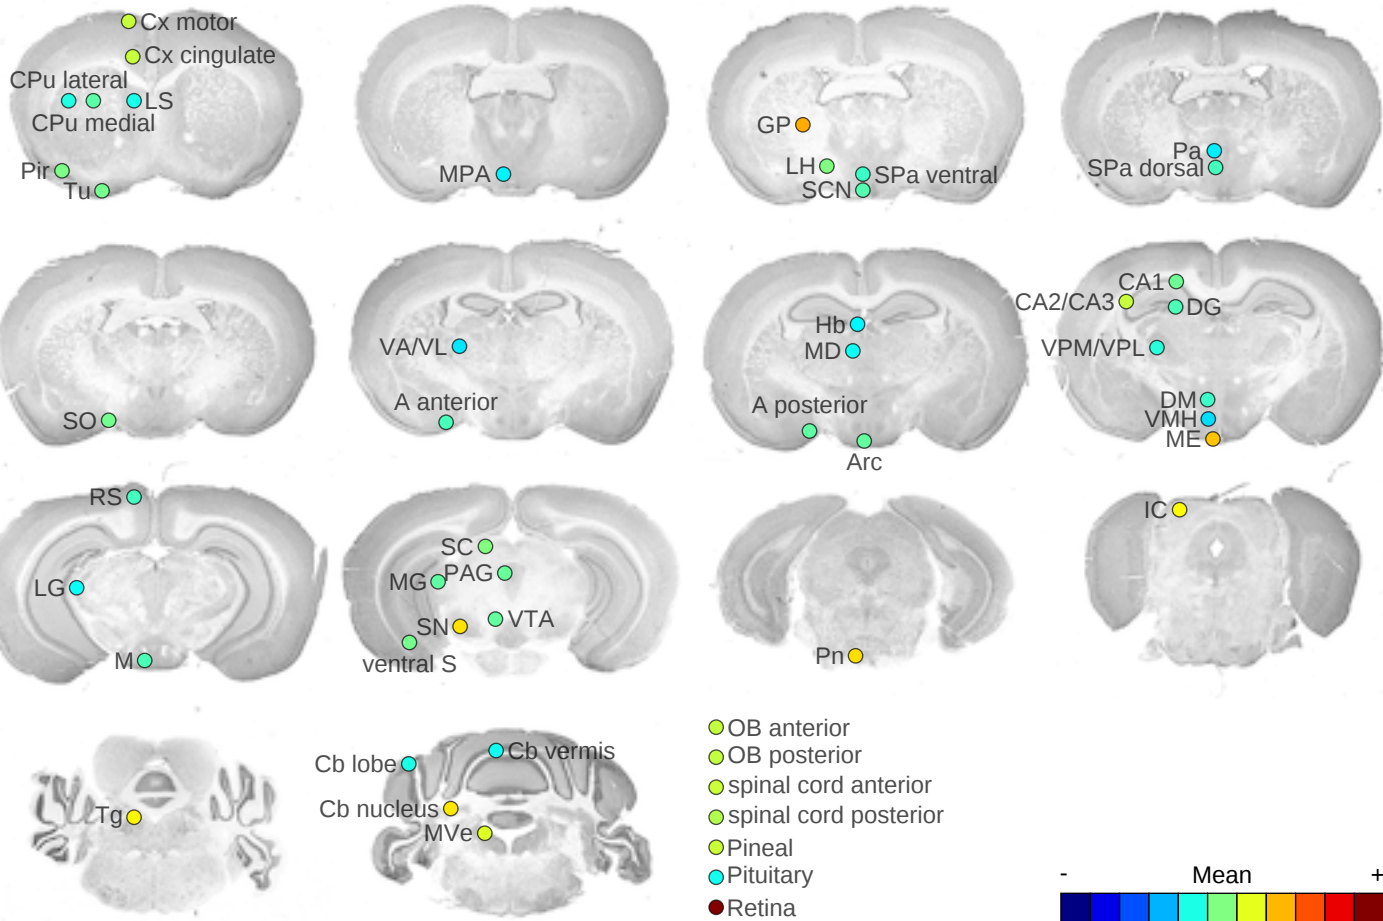 Cx motor
Cx cingulate
CPu lateral
LS
CPu medial
Pir
Tu
MPA
GP
LH
SPa ventral
SCN
Pa
SPa dorsal
SO
VA/VL
A anterior
Hb
MD
A posterior
Arc
CA1
CA2/CA3
DG
VPM/VPL
DM
VMH
ME
RS
LG
M
SC
MG
PAG
SN
VTA
ventral S
Pn
IC
Tg
Cb lobe
Cb vermis
Cb nucleus
MVe
OB anterior
OB posterior
spinal cord anterior
spinal cord posterior
Pineal
Pituitary
Retina
- Mean +